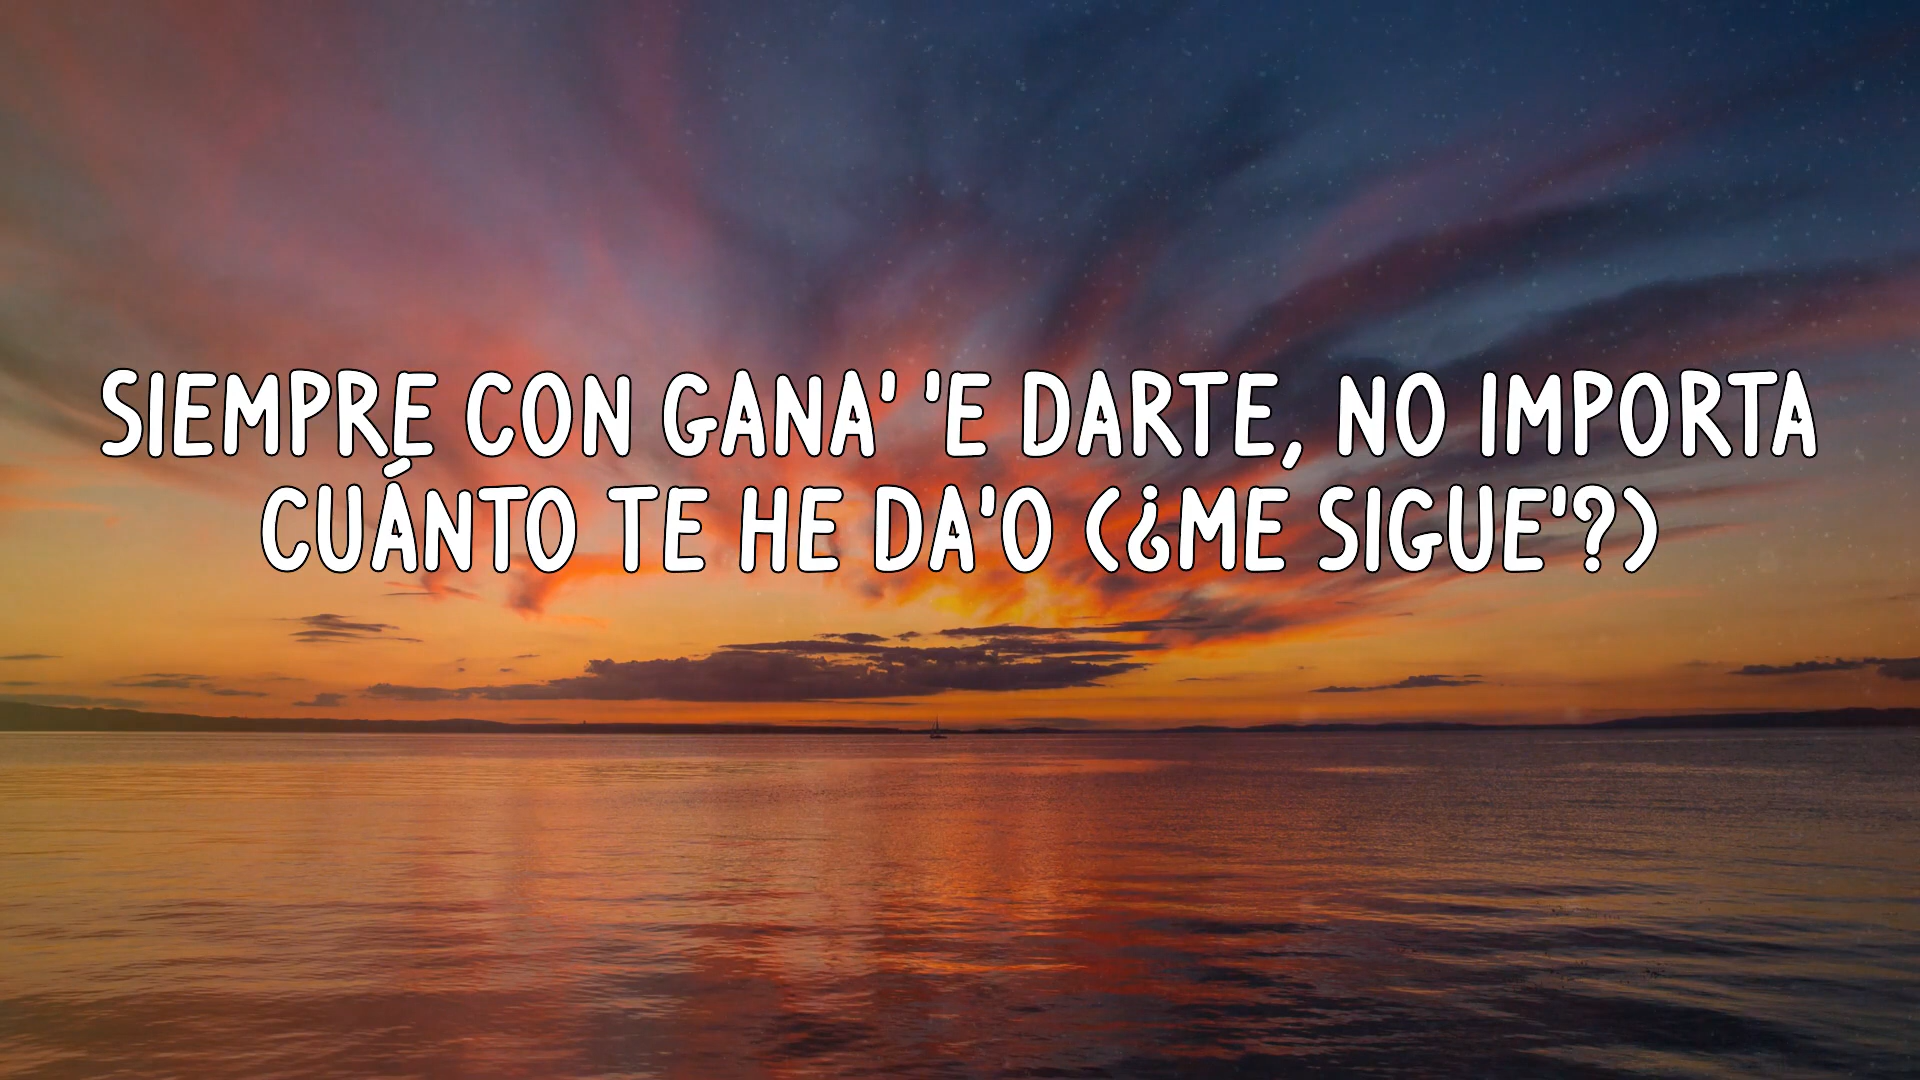 SIEMPRE CON GANA' 'E DARTE, NO IMPORTA
CUÁNTO TE HE DA'O (¿ME SIGUE'?)